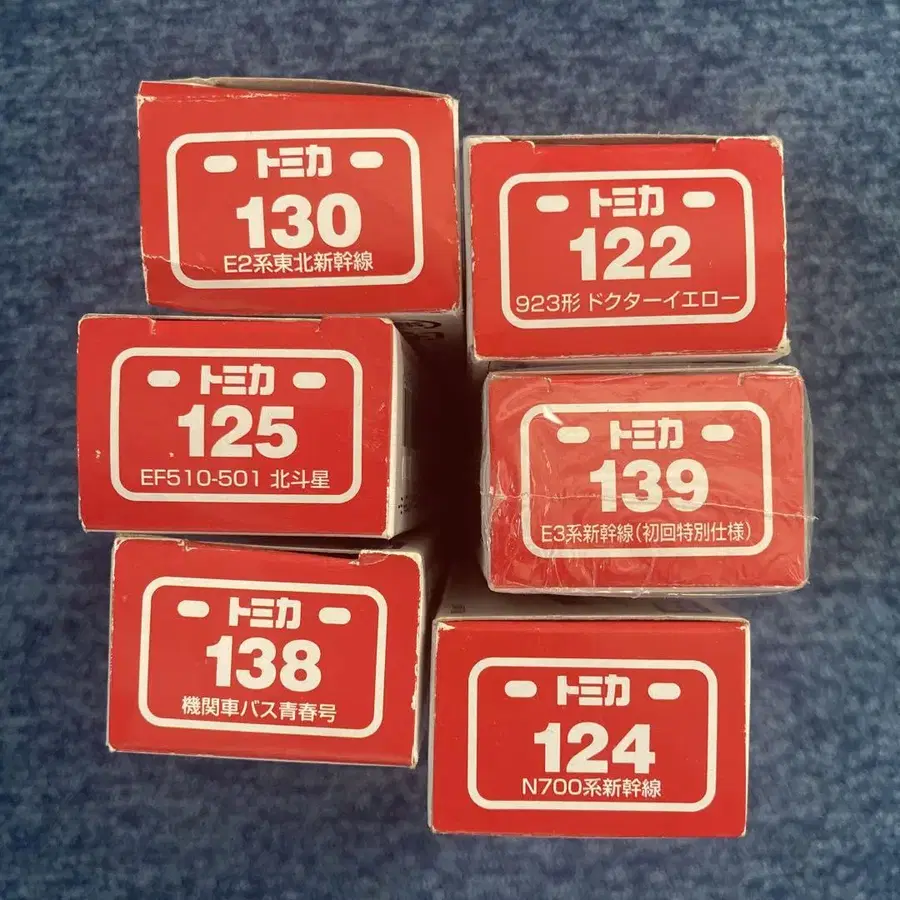 トミカ
130
E2系東北新幹線
トミカ
122
923形 ドクターイエロー
トミカ
125
EF510-501 北斗星
トミカ
139
E3系新幹線(初回特別仕様)
トミカ
138
機関車バス青春号
トミカ
124
N700系新幹線